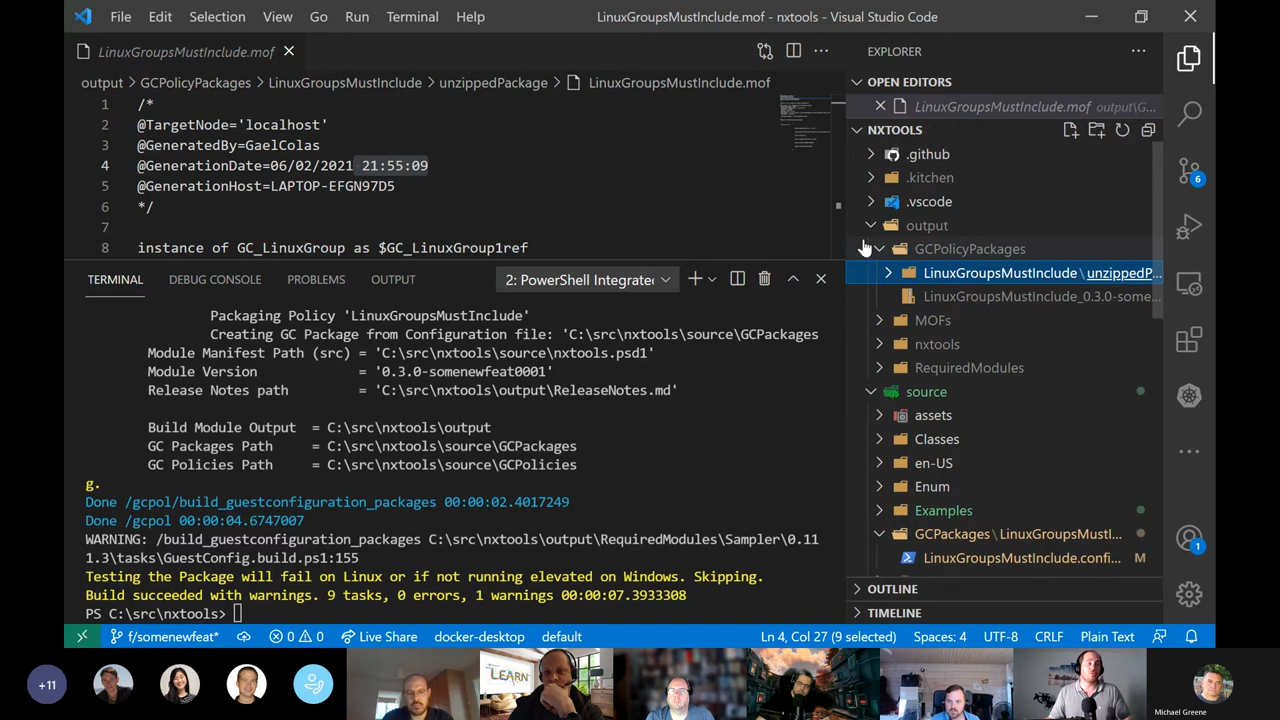 File Edit Selection View Go Run Terminal Help LinuxGroupsMustInclude.mof - nxtools - Visual Studio Code
LinuxGroupsMustInclude.mof
output > GCPolicyPackages > LinuxGroupsMustInclude > unzippedPackage > LinuxGroupsMustInclude.mof
1 /*
2 @TargetNode='localhost'
3 @GeneratedBy=GaelColas
4 @GenerationDate=06/02/2021 21:55:09
5 @GenerationHost=LAPTOP-EFGN97D5
6 */
7
8 instance of GC_LinuxGroup as $GC_LinuxGroup1ref
TERMINAL DEBUG CONSOLE PROBLEMS OUTPUT 2: PowerShell Integrate
Packaging Policy 'LinuxGroupsMustInclude'
Creating GC Package from Configuration file: 'C:\src\nxtools\source\GCPackages
Module Manifest Path (src) = 'C:\src\nxtools\source\nxtools.psd1'
Module Version = '0.3.0-somenewfeat0001'
Release Notes path = 'C:\src\nxtools\output\ReleaseNotes.md'
Build Module Output = C:\src\nxtools\output
GC Packages Path = C:\src\nxtools\source\GCPackages
GC Policies Path = C:\src\nxtools\source\GCPolicies
g.
Done /gcpol/build_guestconfiguration_packages 00:00:02.4017249
Done /gcpol 00:00:04.6747007
WARNING: /build_guestconfiguration_packages C:\src\nxtools\output\RequiredModules\Sampler\0.11
1.3\tasks\GuestConfig.build.ps1:155
Testing the Package will fail on Linux or if not running elevated on Windows. Skipping.
Build succeeded with warnings. 9 tasks, 0 errors, 1 warnings 00:00:07.3933308
PS C:\src\nxtools>
EXPLORER
OPEN EDITORS
LinuxGroupsMustInclude.mof output\G...
NXTOOLS
.github
.kitchen
.vscode
output
GCPolicyPackages
LinuxGroupsMustInclude \ unzippedP...
LinuxGroupsMustInclude_0.3.0-some...
MOFs
nxtools
RequiredModules
source
assets
Classes
en-US
Enum
Examples
GCPackages \ LinuxGroupsMustI...
LinuxGroupsMustInclude.confi... M
OUTLINE
TIMELINE
6
1
f/somenewfeat* 0 0 Live Share docker-desktop default Ln 4, Col 27 (9 selected) Spaces: 4 UTF-8 CRLF Plain Text
+11
LEARN
Michael Greene